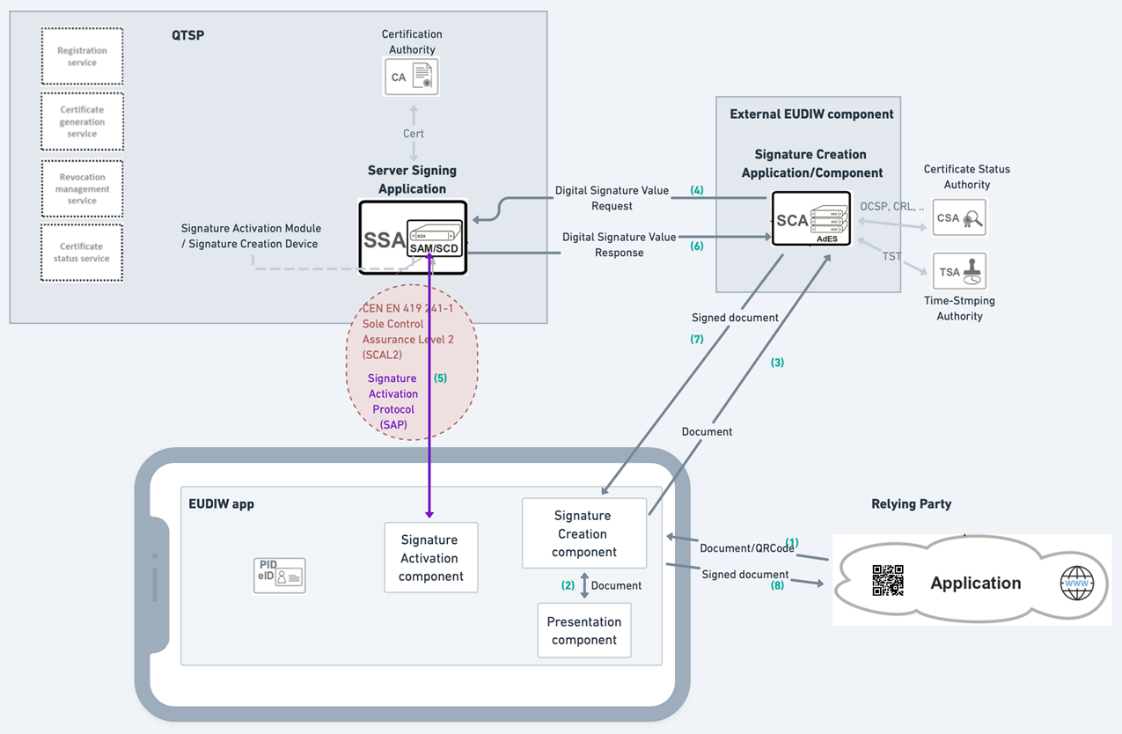 QTSP
Registration
service
Certificate
generation
service
Revocation
management
service
Certificate
status service
Certification
Authority
CA
Cert
Server Signing
Application
SSA
SAM/SCD
Signature Activation Module
/ Signature Creation Device
Digital Signature Value
Request
(4)
Digital Signature Value
Response
(6)
External EUDIW component
Signature Creation
Application/Component
SCA
AdES
OCSP, CRL, ..
TST
Certificate Status
Authority
CSA
TSA
Time-Stmping
Authority
CEN EN 419 241-1
Sole Control
Assurance Level 2
(SCAL2)
Signature
Activation
Protocol
(SAP)
(5)
Signed document
(7)
(3)
Document
EUDIW app
PID
eID
Signature
Activation
component
Signature
Creation
component
(2)
Document
Presentation
component
(1)
Document/QRCode
Signed document
(8)
Relying Party
Application
WWW